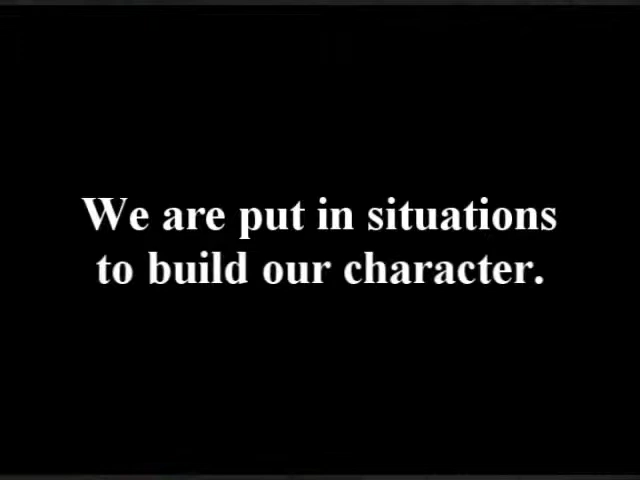 We are put in situations
to build our character.